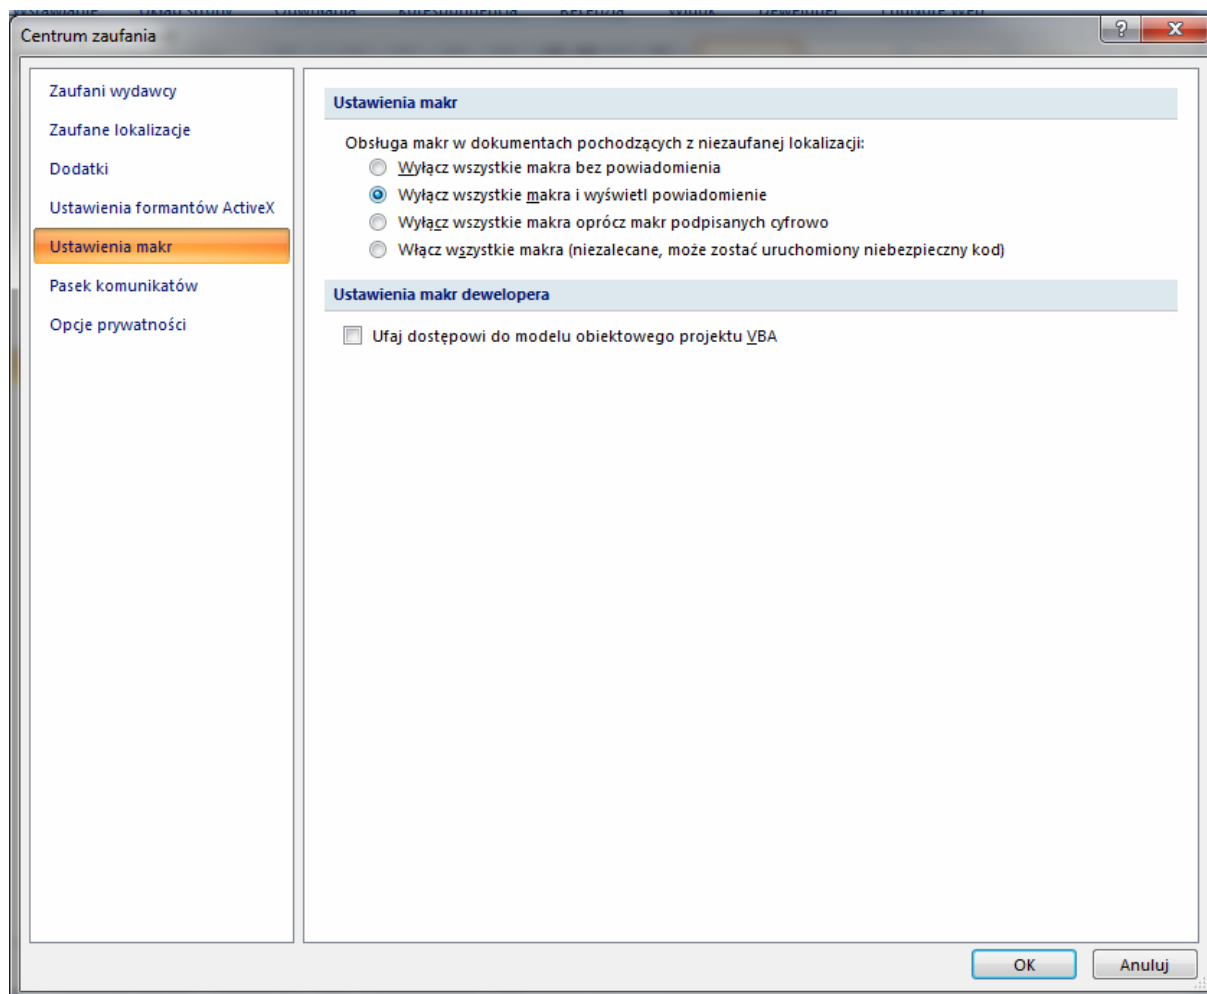 Centrum zaufania
Zaufani wydawcy
Zaufane lokalizacje
Dodatki
Ustawienia formantów ActiveX
Ustawienia makr
Pasek komunikatów
Opcje prywatności
Ustawienia makr
Obsługa makr w dokumentach pochodzących z niezaufanej lokalizacji:
Wyłącz wszystkie makra bez powiadomienia
Wyłącz wszystkie makra i wyświetl powiadomienie
Wyłącz wszystkie makra oprócz makr podpisanych cyfrowo
Włącz wszystkie makra (niezalecane, może zostać uruchomiony niebezpieczny kod)
Ustawienia makr dewelopera
Ufaj dostępowi do modelu obiektowego projektu VBA
OK Anuluj